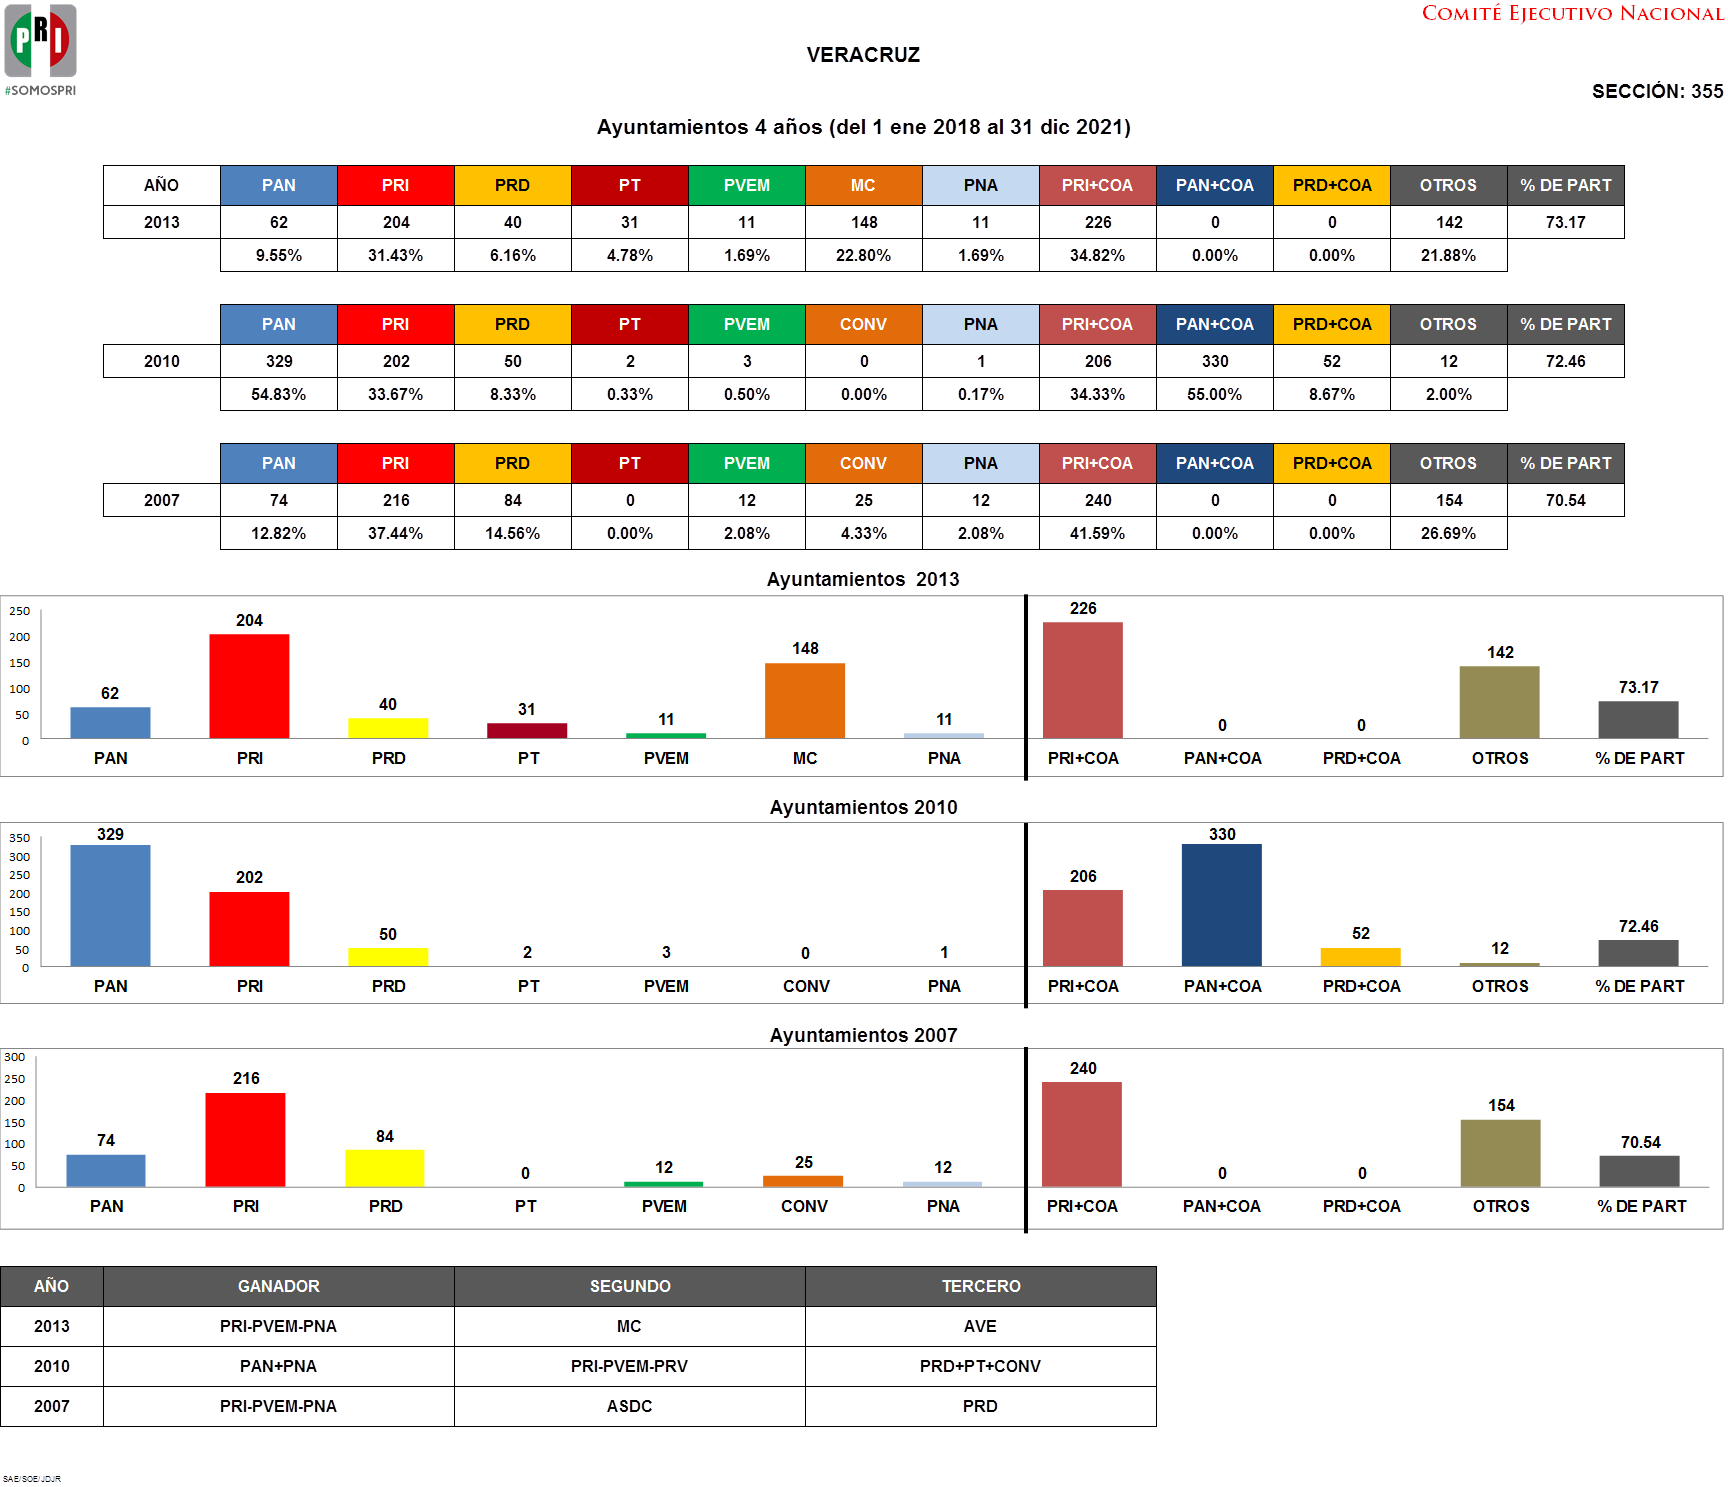 PRI
#SOMOSPRI
COMITÉ EJECUTIVO NACIONAL
VERACRUZ
SECCIÓN: 355
Ayuntamientos 4 años (del 1 ene 2018 al 31 dic 2021)
AÑO PAN PRI PRD PT PVEM MC PNA PRI+COA PAN+COA PRD+COA OTROS % DE PART
2013 62 204 40 31 11 148 11 226 0 0 142 73.17
9.55% 31.43% 6.16% 4.78% 1.69% 22.80% 1.69% 34.82% 0.00% 0.00% 21.88%
PAN PRI PRD PT PVEM CONV PNA PRI+COA PAN+COA PRD+COA OTROS % DE PART
2010 329 202 50 2 3 0 1 206 330 52 12 72.46
54.83% 33.67% 8.33% 0.33% 0.50% 0.00% 0.17% 34.33% 55.00% 8.67% 2.00%
PAN PRI PRD PT PVEM CONV PNA PRI+COA PAN+COA PRD+COA OTROS % DE PART
2007 74 216 84 0 12 25 12 240 0 0 154 70.54
12.82% 37.44% 14.56% 0.00% 2.08% 4.33% 2.08% 41.59% 0.00% 0.00% 26.69%
Ayuntamientos 2013
250
200
150
100
50
0
62 204 40 31 11 148 11 226 0 0 142 73.17
PAN PRI PRD PT PVEM MC PNA PRI+COA PAN+COA PRD+COA OTROS % DE PART
Ayuntamientos 2010
350
300
250
200
150
100
50
0
329 202 50 2 3 0 1 206 330 52 12 72.46
PAN PRI PRD PT PVEM CONV PNA PRI+COA PAN+COA PRD+COA OTROS % DE PART
Ayuntamientos 2007
300
250
200
150
100
50
0
74 216 84 0 12 25 12 240 0 0 154 70.54
PAN PRI PRD PT PVEM CONV PNA PRI+COA PAN+COA PRD+COA OTROS % DE PART
AÑO GANADOR SEGUNDO TERCERO
2013 PRI-PVEM-PNA MC AVE
2010 PAN+PNA PRI-PVEM-PRV PRD+PT+CONV
2007 PRI-PVEM-PNA ASDC PRD
SAE/SOE/JDJR